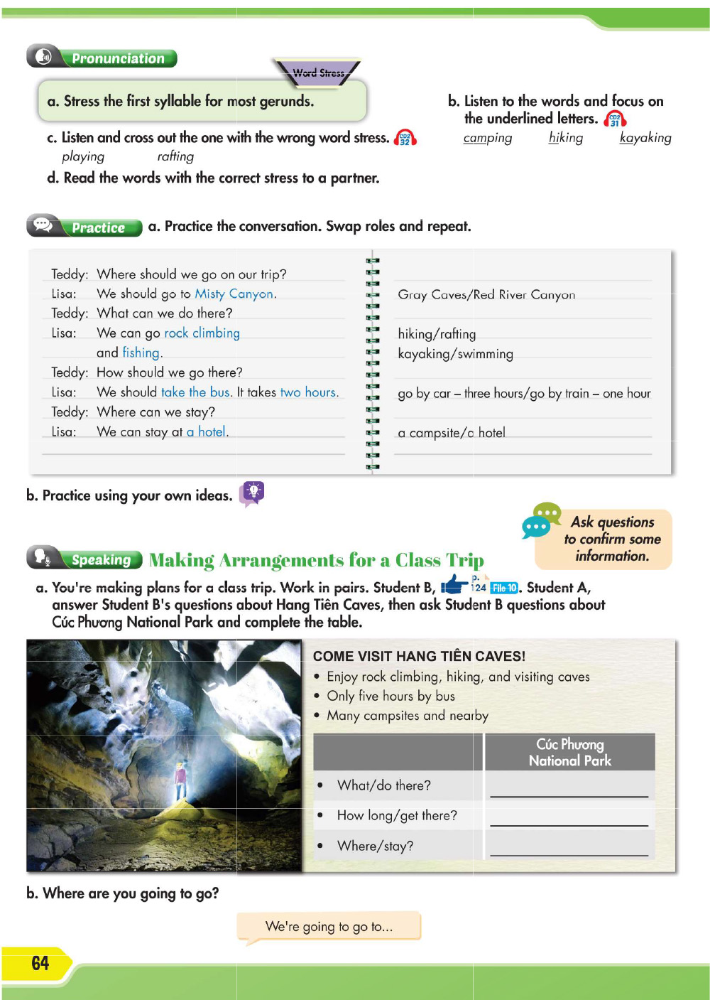 Pronunciation
Word Stress
a. Stress the first syllable for most gerunds.
b. Listen to the words and focus on
the underlined letters. CD2 31
camping hiking kayaking
c. Listen and cross out the one with the wrong word stress. CD2 32
playing rafting
d. Read the words with the correct stress to a partner.
Practice a. Practice the conversation. Swap roles and repeat.
Teddy: Where should we go on our trip?
Lisa: We should go to Misty Canyon.
Teddy: What can we do there?
Lisa: We can go rock climbing
and fishing.
Teddy: How should we go there?
Lisa: We should take the bus. It takes two hours.
Teddy: Where can we stay?
Lisa: We can stay at a hotel.
Gray Caves/Red River Canyon
hiking/rafting
kayaking/swimming
go by car – three hours/go by train – one hour
a campsite/a hotel
b. Practice using your own ideas.
Ask questions
to confirm some
information.
Speaking Making Arrangements for a Class Trip
a. You're making plans for a class trip. Work in pairs. Student B, p. 124 File 10. Student A,
answer Student B's questions about Hang Tiên Caves, then ask Student B questions about
Cúc Phương National Park and complete the table.
COME VISIT HANG TIÊN CAVES!
• Enjoy rock climbing, hiking, and visiting caves
• Only five hours by bus
• Many campsites and nearby
Cúc Phương
National Park
• What/do there?
• How long/get there?
• Where/stay?
b. Where are you going to go?
We're going to go to...
64